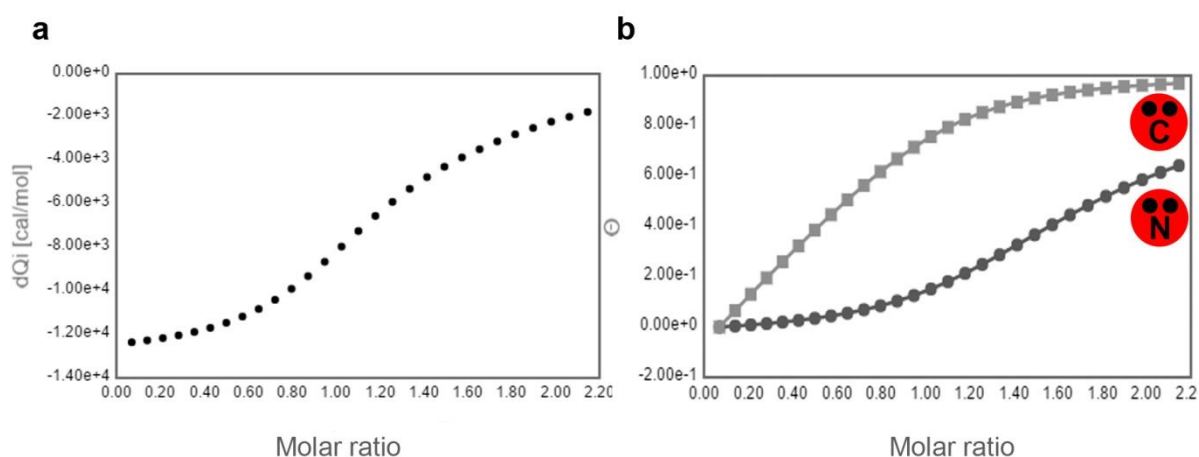 a
0.00e+0
-2.00e+3
-4.00e+3
-6.00e+3
-8.00e+3
-1.00e+4
-1.20e+4
-1.40e+4
dQi [cal/mol]
0.00 0.20 0.40 0.60 0.80 1.00 1.20 1.40 1.60 1.80 2.00 2.20
Molar ratio
b
1.00e+0
8.00e-1
6.00e-1
4.00e-1
2.00e-1
0.00e+0
-2.00e-1
Θ
C
N
0.00 0.20 0.40 0.60 0.80 1.00 1.20 1.40 1.60 1.80 2.00 2.2
Molar ratio